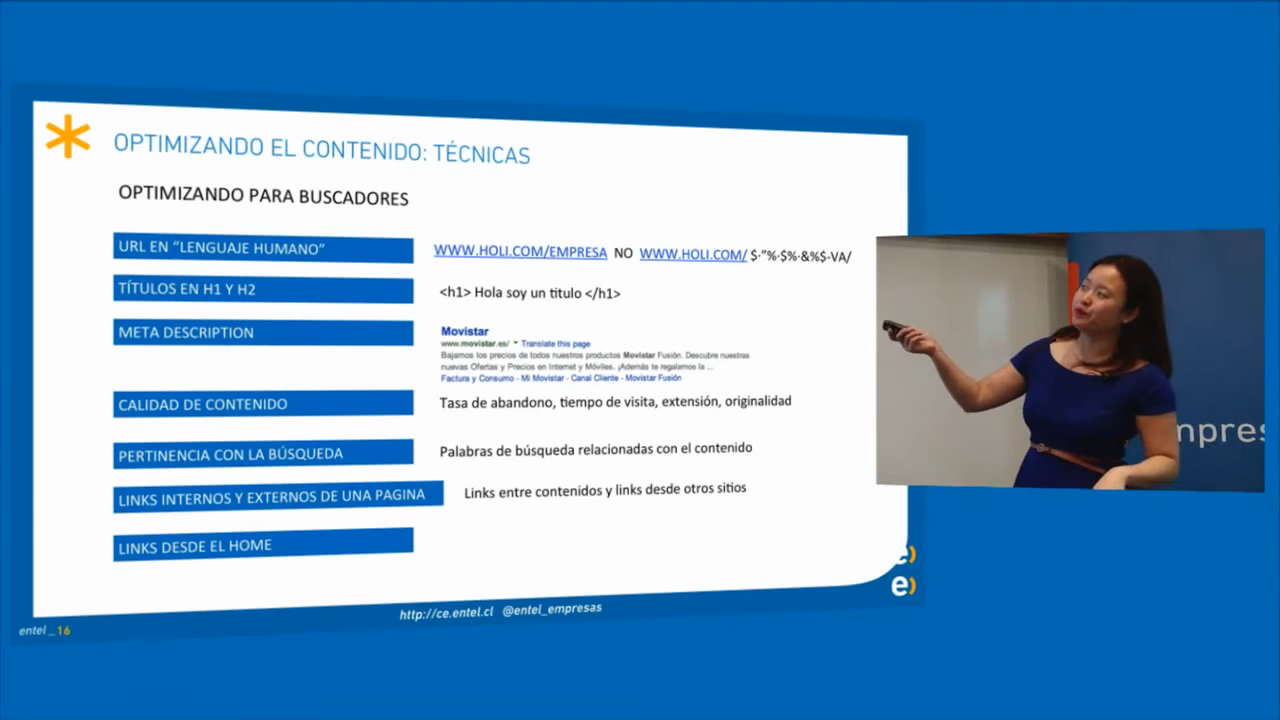 OPTIMIZANDO EL CONTENIDO: TÉCNICAS
OPTIMIZANDO PARA BUSCADORES
URL EN “LENGUAJE HUMANO”
WWW.HOLI.COM/EMPRESA NO WWW.HOLI.COM/ $·”%·$%·&%$-VA/
TÍTULOS EN H1 Y H2
<h1> Hola soy un titulo </h1>
META DESCRIPTION
Movistar
www.movistar.es/ Translate this page
Bajamos los precios de todos nuestros productos Movistar Fusión. Descubre nuestras
nuevas Ofertas y Precios en Internet y Móviles. ¡Además te regalamos la ...
Factura y Consumo - Mi Movistar - Canal Cliente - Movistar Fusión
CALIDAD DE CONTENIDO
Tasa de abandono, tiempo de visita, extensión, originalidad
PERTINENCIA CON LA BÚSQUEDA
Palabras de búsqueda relacionadas con el contenido
LINKS INTERNOS Y EXTERNOS DE UNA PAGINA
Links entre contenidos y links desde otros sitios
LINKS DESDE EL HOME
e)
e)
http://ce.entel.cl @entel_empresas
entel _16
mpres